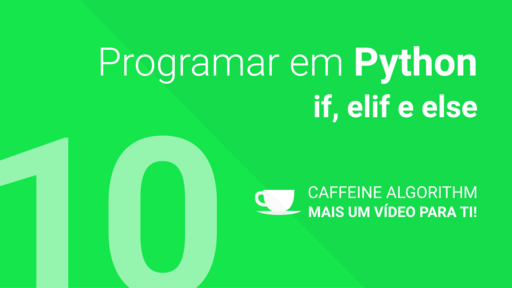 Programar em Python
if, elif e else
10
CAFFEINE ALGORITHM
MAIS UM VÍDEO PARA TI!